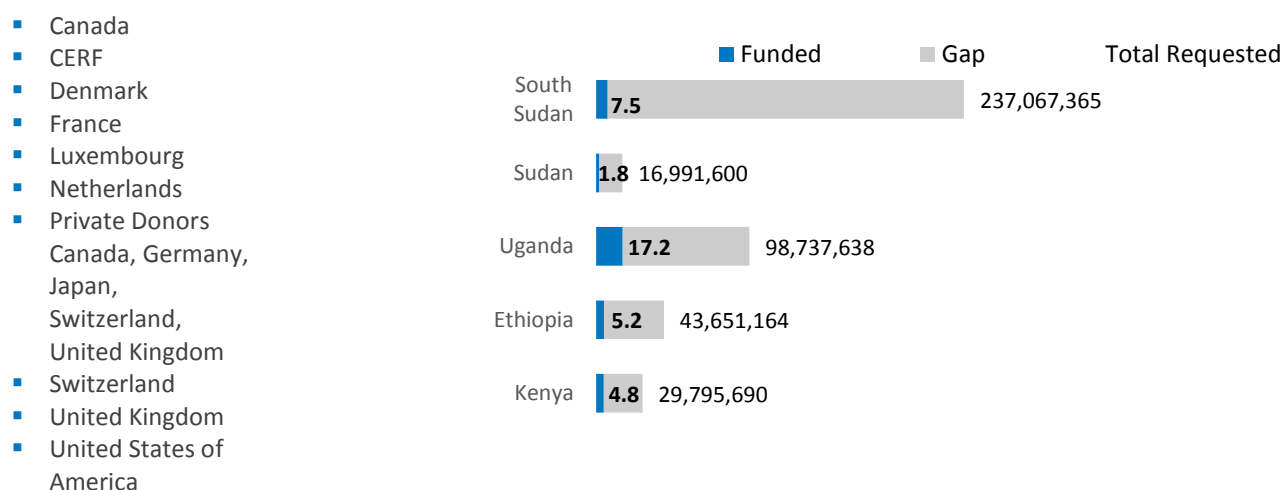 ▪ Canada
▪ CERF
▪ Denmark
▪ France
▪ Luxembourg
▪ Netherlands
▪ Private Donors
Canada, Germany,
Japan,
Switzerland,
United Kingdom
▪ Switzerland
▪ United Kingdom
▪ United States of
America
Funded Gap Total Requested
South
Sudan
7.5 237,067,365
Sudan 1.8 16,991,600
Uganda 17.2 98,737,638
Ethiopia 5.2 43,651,164
Kenya 4.8 29,795,690